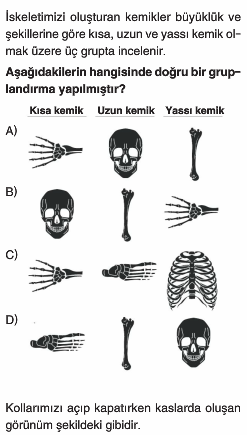 İskeletimizi oluşturan kemikler büyüklük ve
şekillerine göre kısa, uzun ve yassı kemik ol-
mak üzere üç grupta incelenir.
Aşağıdakilerin hangisinde doğru bir grup-
landırma yapılmıştır?
Kısa kemik Uzun kemik Yassı kemik
A)
B)
C)
D)
Kollarımızı açıp kapatırken kaslarda oluşan
görünüm şekildeki gibidir.